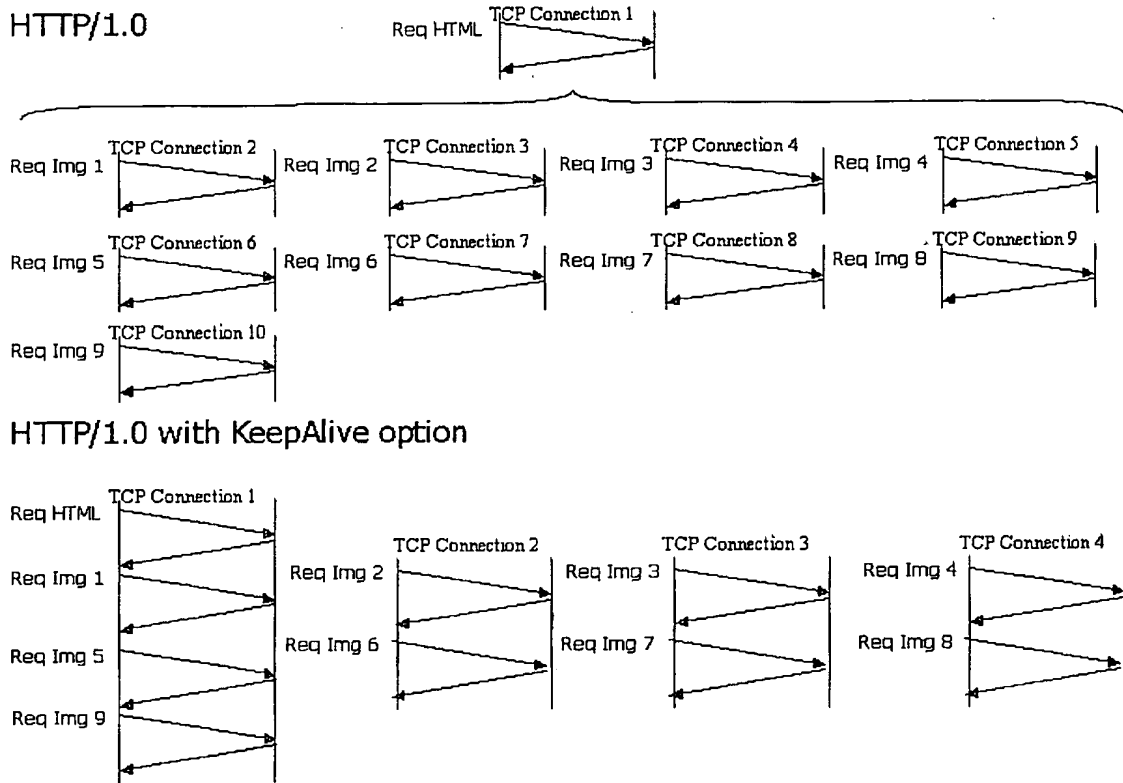 HTTP/1.0
Req HTML
TCP Connection 1
Req Img 1
TCP Connection 2
Req Img 2
TCP Connection 3
Req Img 3
TCP Connection 4
Req Img 4
TCP Connection 5
Req Img 5
TCP Connection 6
Req Img 6
TCP Connection 7
Req Img 7
TCP Connection 8
Req Img 8
TCP Connection 9
Req Img 9
TCP Connection 10
HTTP/1.0 with KeepAlive option
TCP Connection 1
Req HTML
Req Img 1
Req Img 5
Req Img 9
TCP Connection 2
Req Img 2
Req Img 6
TCP Connection 3
Req Img 3
Req Img 7
TCP Connection 4
Req Img 4
Req Img 8